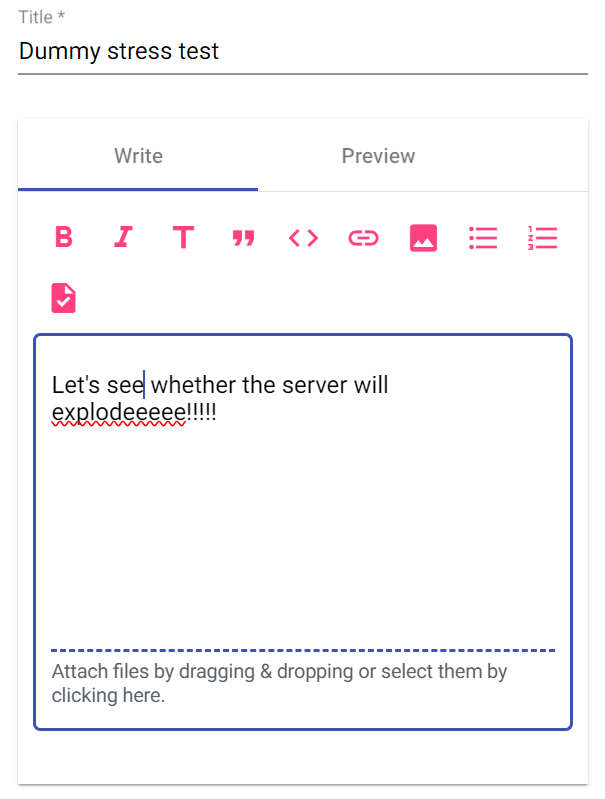 Title *
Dummy stress test
Write Preview
Let's see whether the server will
explodeeeee!!!!!
Attach files by dragging & dropping or select them by
clicking here.